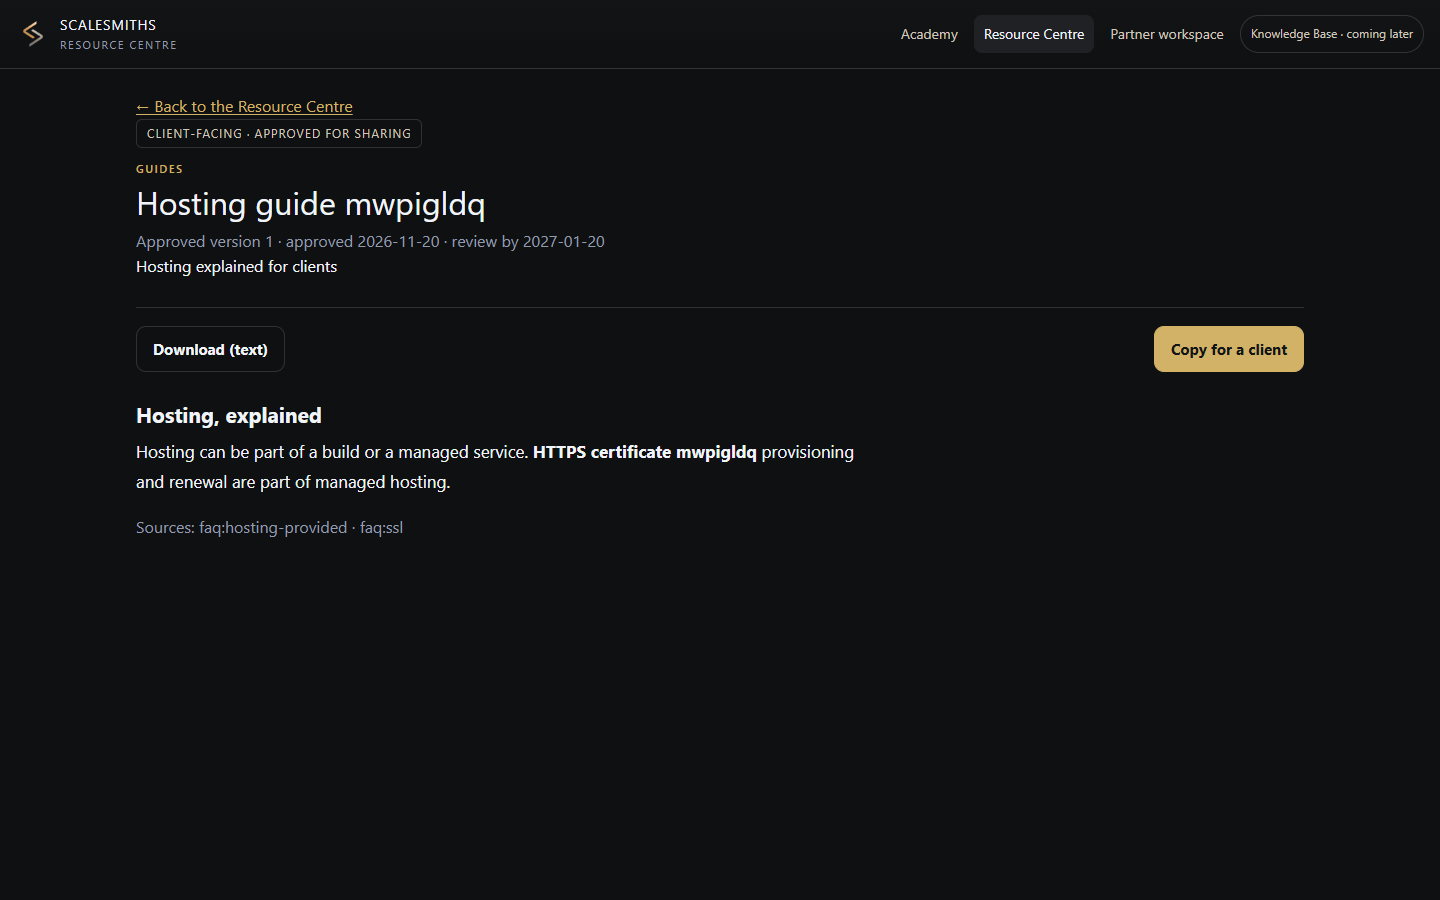 SCALESMITHS
RESOURCE CENTRE
Academy
Resource Centre
Partner workspace
Knowledge Base · coming later
← Back to the Resource Centre
CLIENT-FACING · APPROVED FOR SHARING
GUIDES
Hosting guide mwpigldq
Approved version 1 · approved 2026-11-20 · review by 2027-01-20
Hosting explained for clients
Download (text)
Copy for a client
Hosting, explained
Hosting can be part of a build or a managed service. HTTPS certificate mwpigldq provisioning
and renewal are part of managed hosting.
Sources: faq:hosting-provided · faq:ssl